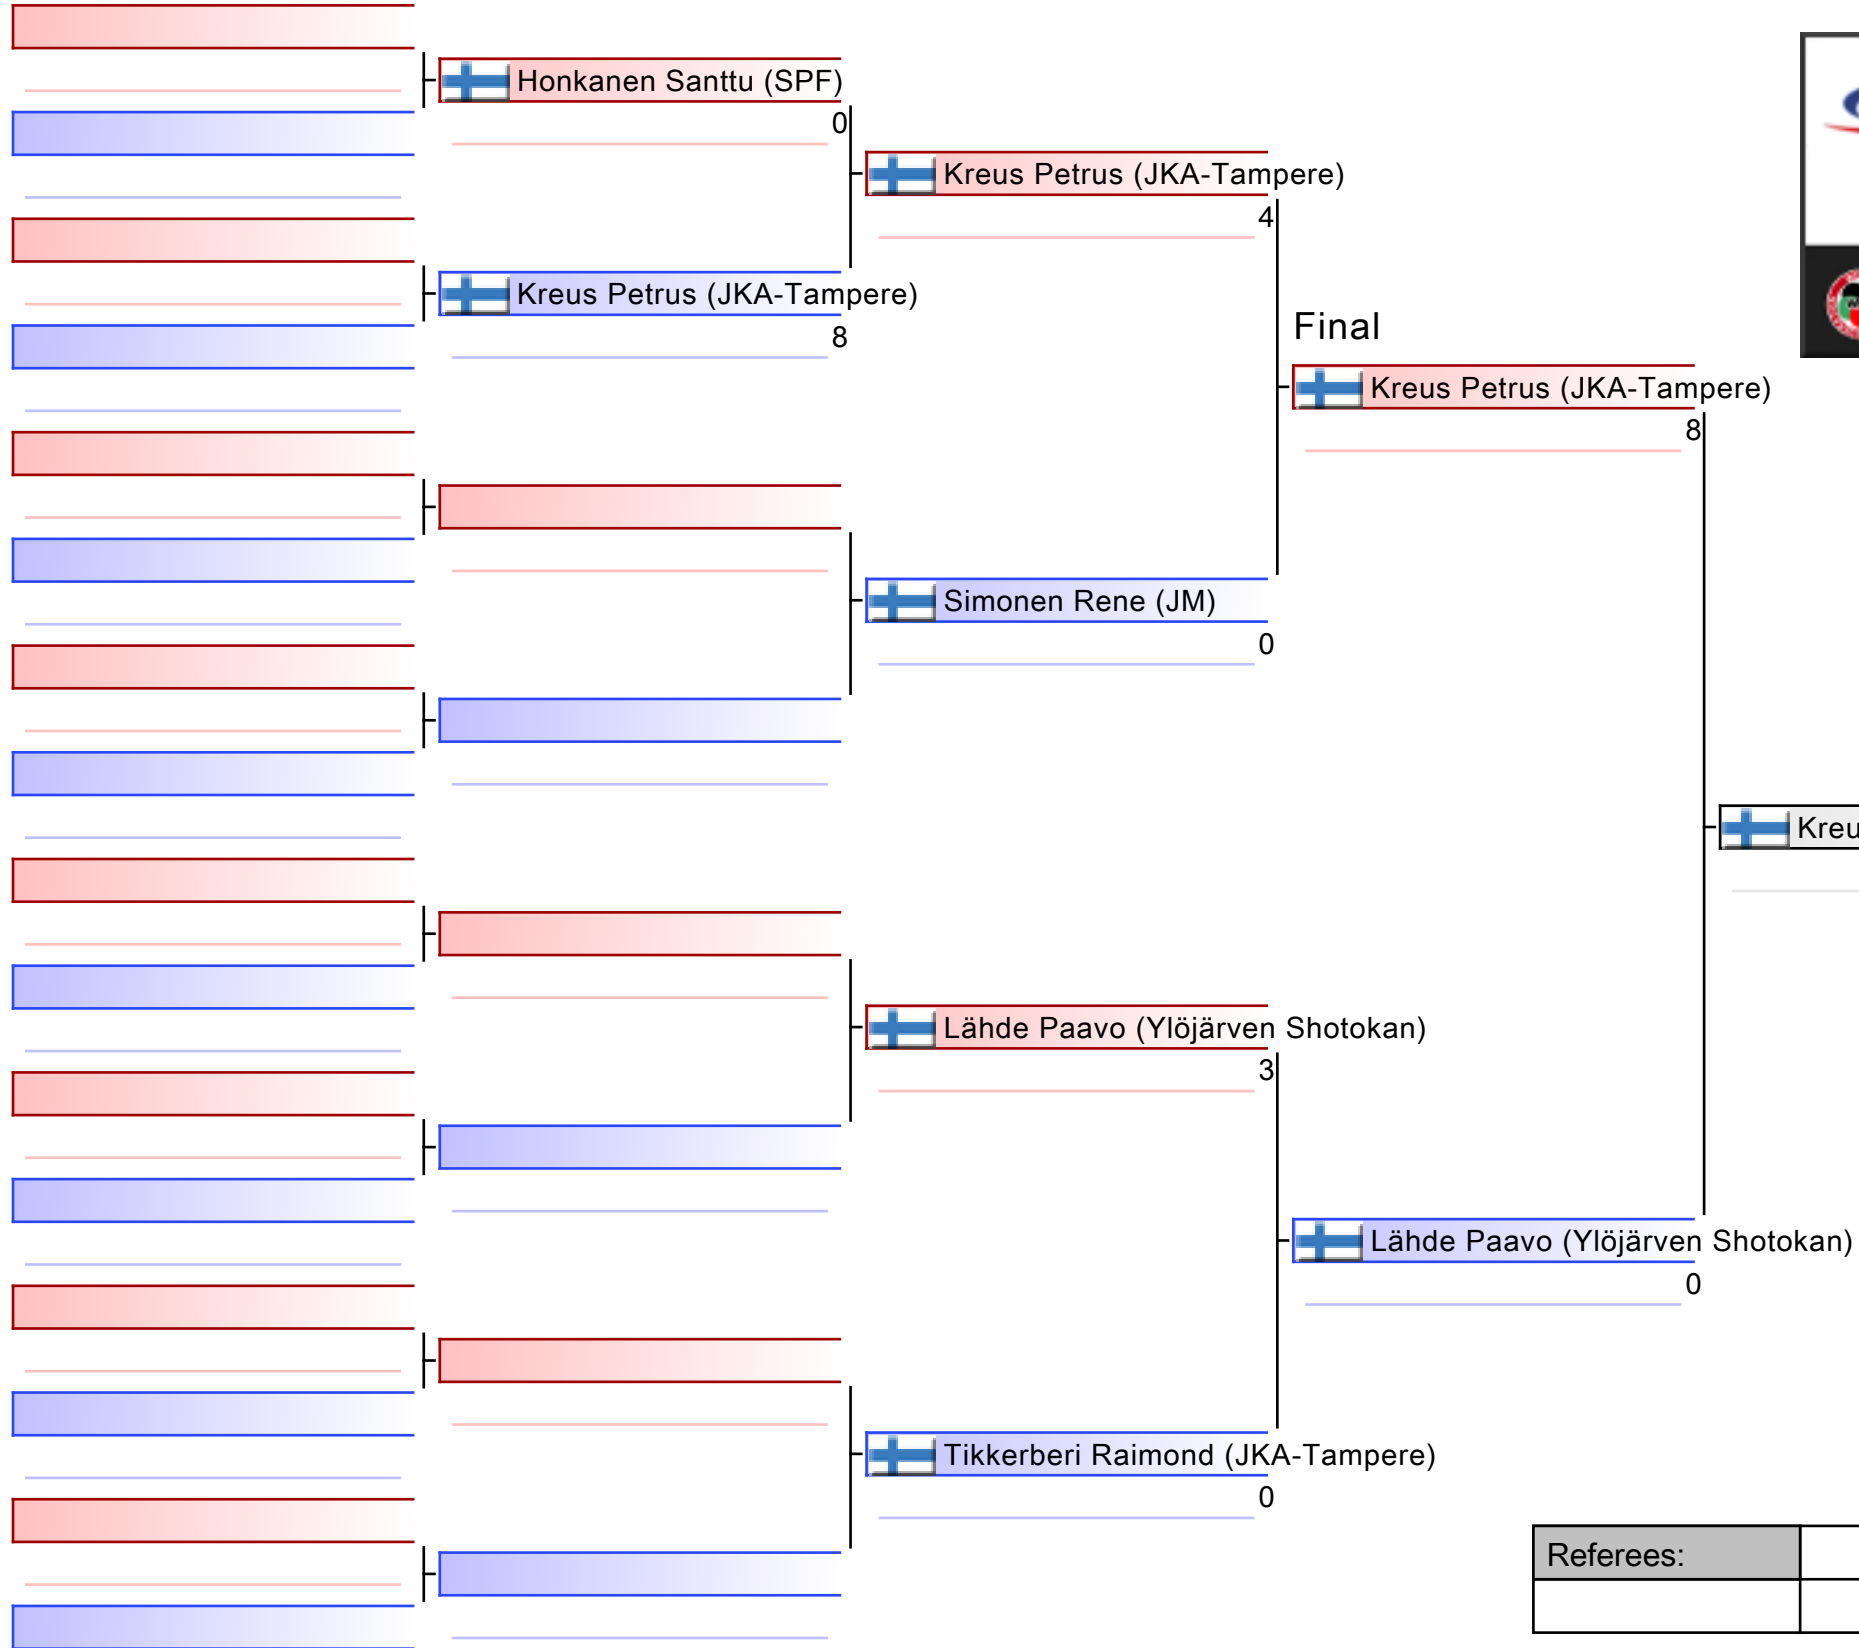 Honkanen Santtu (SPF)
0
Kreus Petrus (JKA-Tampere)
4
Kreus Petrus (JKA-Tampere)
8
Final
Kreus Petrus (JKA-Tampere)
8
Simonen Rene (JM)
0
Kreu
Lähde Paavo (Ylöjärven Shotokan)
3
Lähde Paavo (Ylöjärven Shotokan)
0
Tikkerberi Raimond (JKA-Tampere)
0
Referees: